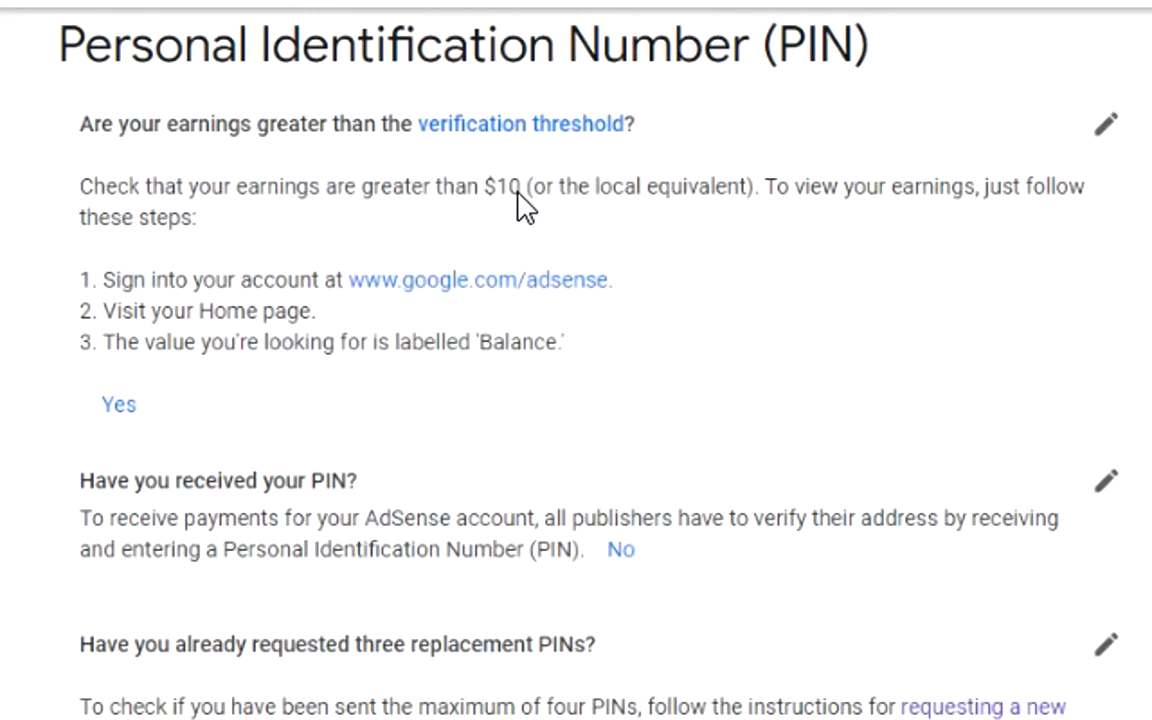 Personal Identification Number (PIN)
Are your earnings greater than the verification threshold?
Check that your earnings are greater than $10 (or the local equivalent). To view your earnings, just follow
these steps:
1. Sign into your account at www.google.com/adsense.
2. Visit your Home page.
3. The value you're looking for is labelled 'Balance.'
Yes
Have you received your PIN?
To receive payments for your AdSense account, all publishers have to verify their address by receiving
and entering a Personal Identification Number (PIN). No
Have you already requested three replacement PINs?
To check if you have been sent the maximum of four PINs, follow the instructions for requesting a new